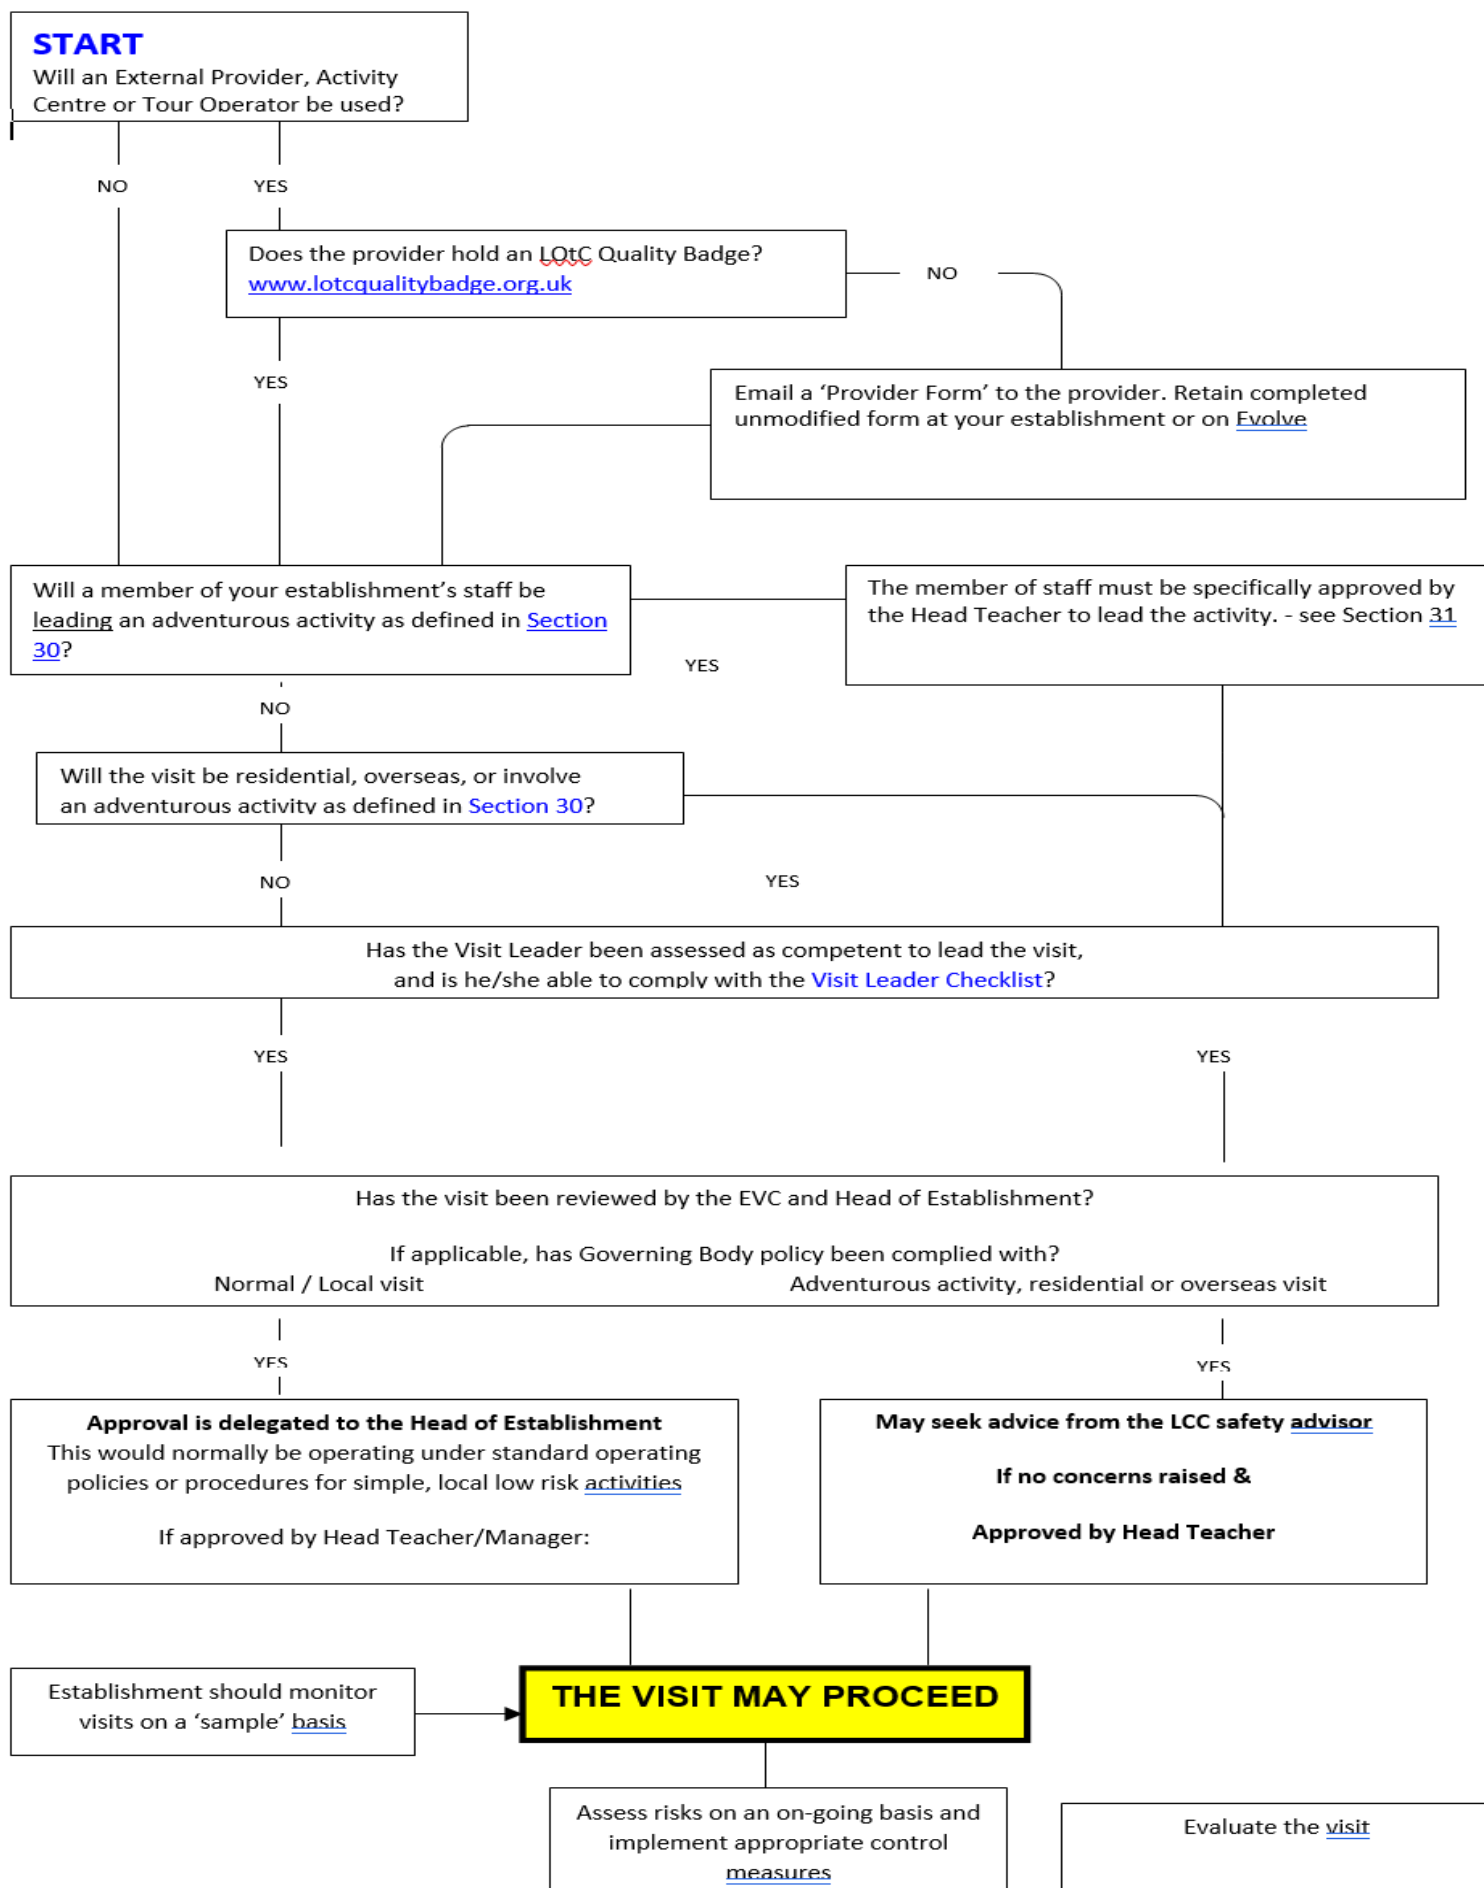 START
Will an External Provider, Activity
Centre or Tour Operator be used?
NO
YES
Does the provider hold an LOtC Quality Badge?
www.lotcqualitybadge.org.uk
NO
YES
Email a ‘Provider Form’ to the provider. Retain completed
unmodified form at your establishment or on Evolve
Will a member of your establishment’s staff be
leading an adventurous activity as defined in Section
30?
The member of staff must be specifically approved by
the Head Teacher to lead the activity. - see Section 31
YES
NO
Will the visit be residential, overseas, or involve
an adventurous activity as defined in Section 30?
NO
YES
Has the Visit Leader been assessed as competent to lead the visit,
and is he/she able to comply with the Visit Leader Checklist?
YES
YES
Has the visit been reviewed by the EVC and Head of Establishment?
If applicable, has Governing Body policy been complied with?
Normal / Local visit
Adventurous activity, residential or overseas visit
YES
YES
Approval is delegated to the Head of Establishment
This would normally be operating under standard operating
policies or procedures for simple, local low risk activities
If approved by Head Teacher/Manager:
May seek advice from the LCC safety advisor
If no concerns raised &
Approved by Head Teacher
Establishment should monitor
visits on a ‘sample’ basis
THE VISIT MAY PROCEED
Assess risks on an on-going basis and
implement appropriate control
measures
Evaluate the visit